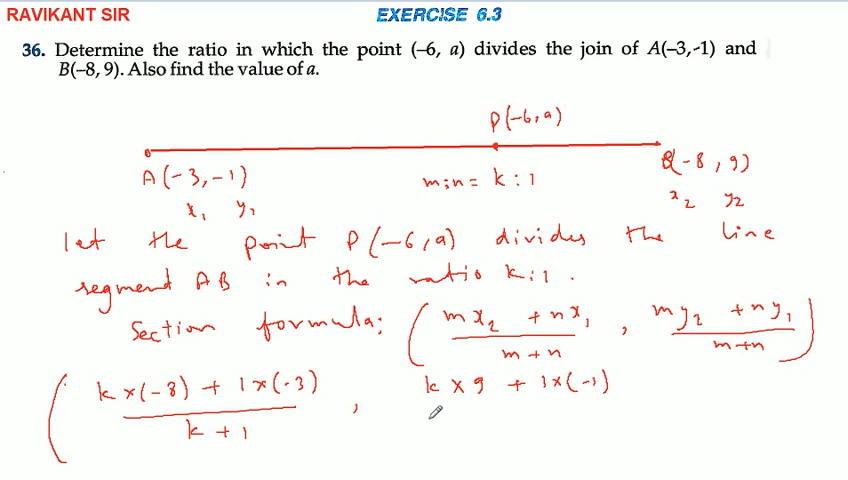 RAVIKANT SIR EXERCISE 6.3
36. Determine the ratio in which the point (–6, a) divides the join of A(–3,-1) and
B(–8, 9). Also find the value of a.
P(-6,a)
A(-3,-1) m:n= k:1 B(-8,9)
x₁ y₁ x₂ y₂
let the point P(-6,a) divides the line
segment AB in the ratio k:1.
Section formula; ( (mx₂ + nx₁)/(m+n) , (my₂ + ny₁)/(m+n) )
( (k×(-8) + 1×(-3))/(k+1) , k×9 + 1×(-1)